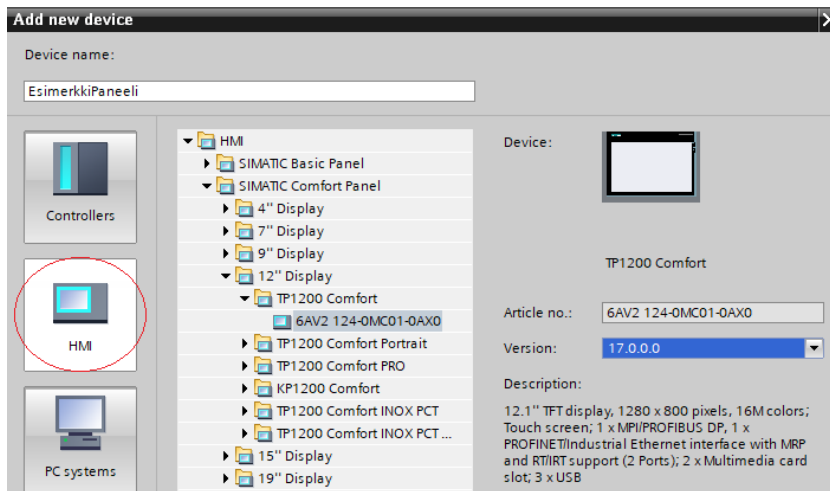 Add new device
Device name:
EsimerkkiPaneeli
Controllers
HMI
PC systems
HMI
SIMATIC Basic Panel
SIMATIC Comfort Panel
4'' Display
7'' Display
9'' Display
12'' Display
TP1200 Comfort
6AV2 124-0MC01-0AX0
TP1200 Comfort Portrait
TP1200 Comfort PRO
KP1200 Comfort
TP1200 Comfort INOX PCT
TP1200 Comfort INOX PCT ...
15'' Display
19'' Display
Device:
TP1200 Comfort
Article no.: 6AV2 124-0MC01-0AX0
Version: 17.0.0.0
Description:
12.1'' TFT display, 1280 x 800 pixels, 16M colors;
Touch screen; 1 x MPI/PROFIBUS DP, 1 x
PROFINET/Industrial Ethernet interface with MRP
and RT/IRT support (2 Ports); 2 x Multimedia card
slot; 3 x USB